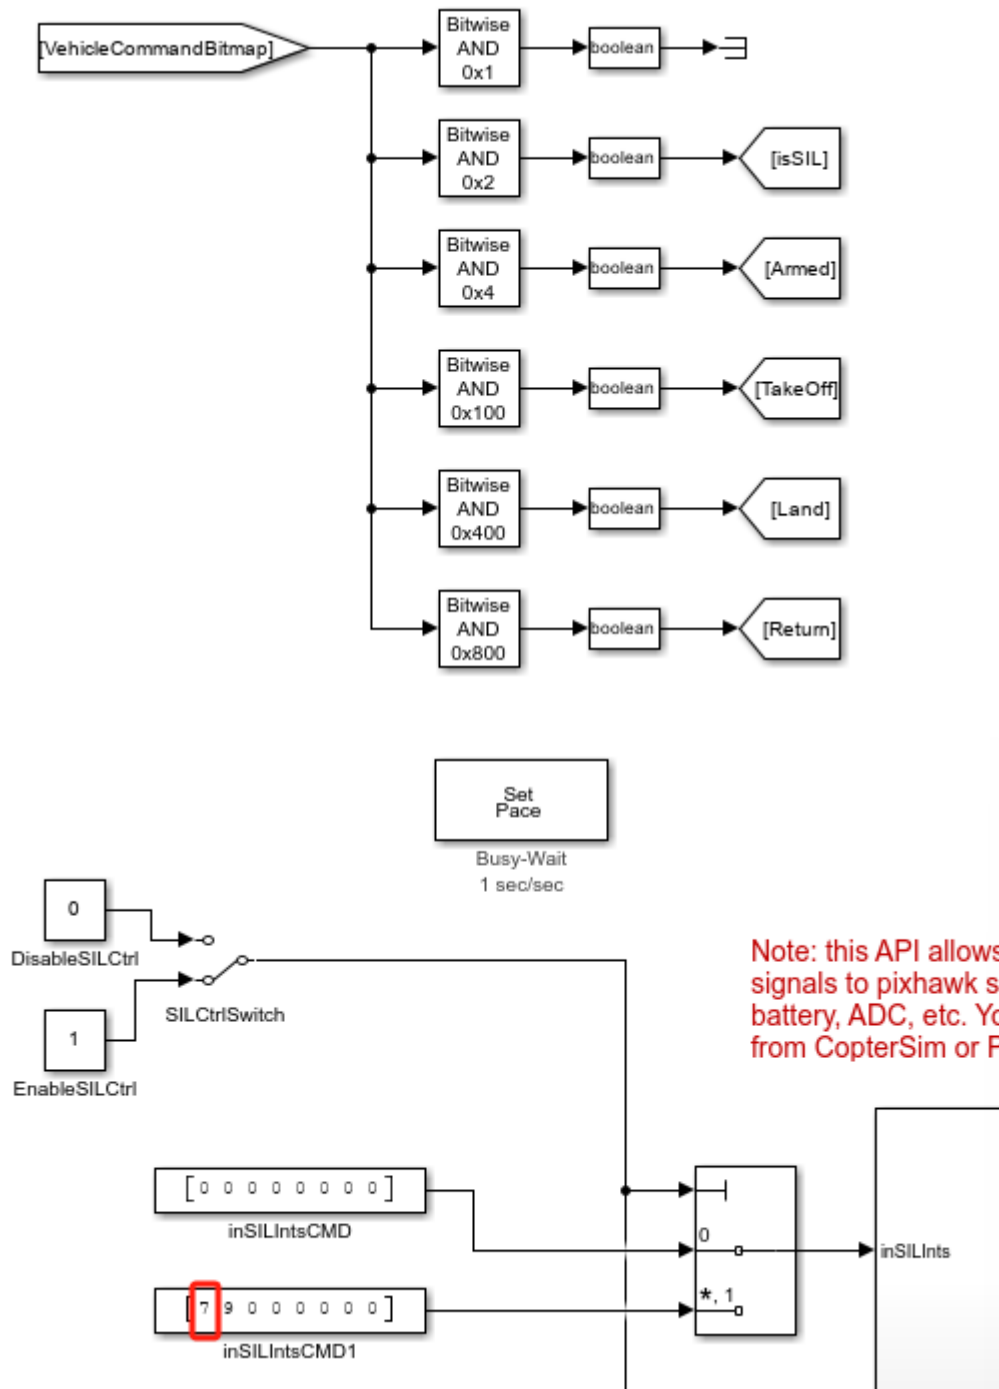 [VehicleCommandBitmap]
Bitwise
AND
0x1
boolean
Bitwise
AND
0x2
boolean
[isSIL]
Bitwise
AND
0x4
boolean
[Armed]
Bitwise
AND
0x100
boolean
[TakeOff]
Bitwise
AND
0x400
boolean
[Land]
Bitwise
AND
0x800
boolean
[Return]
Set
Pace
Busy-Wait
1 sec/sec
0
DisableSILCtrl
1
EnableSILCtrl
SILCtrlSwitch
Note: this API allows
signals to pixhawk s
battery, ADC, etc. Yo
from CopterSim or P
[0 0 0 0 0 0 0 0]
inSILIntsCMD
[7 9 0 0 0 0 0 0]
inSILIntsCMD1
0
*, 1
inSILInts